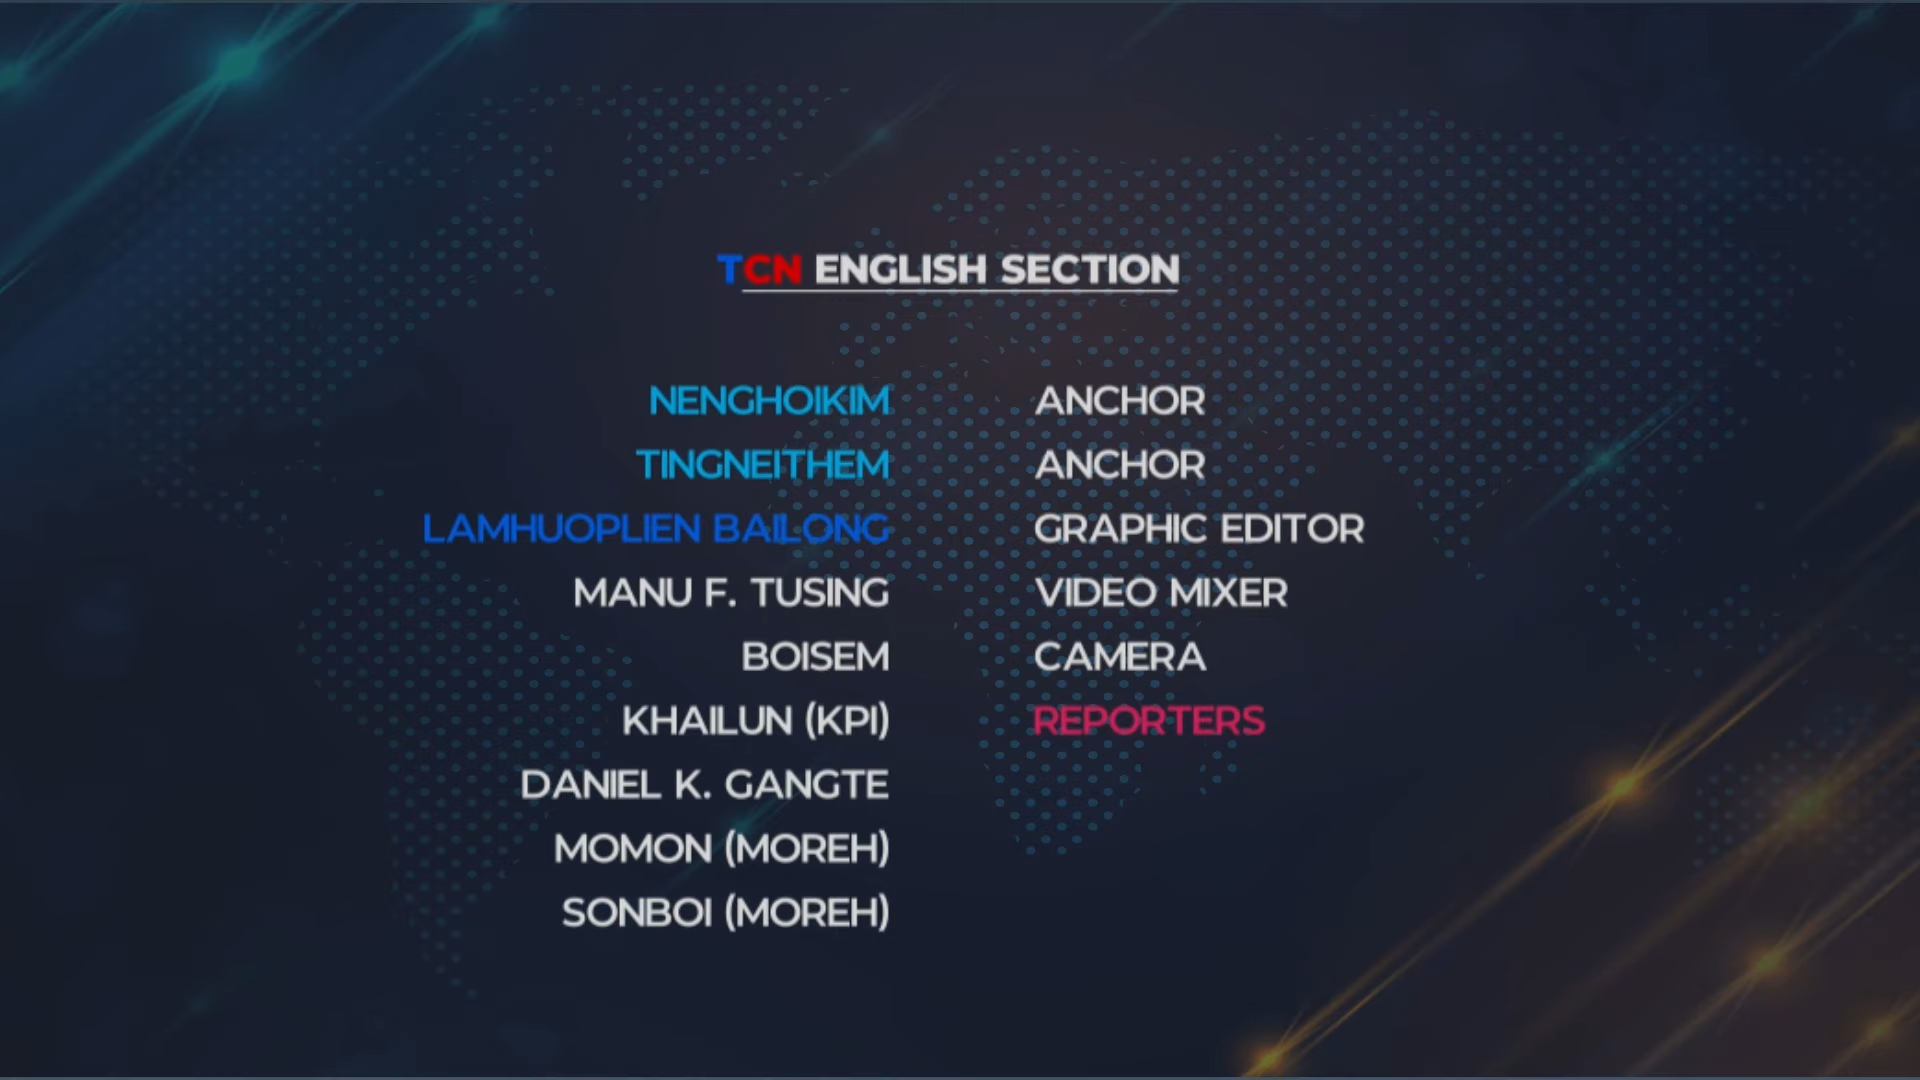 TCN ENGLISH SECTION
NENGHOIKIM ANCHOR
TINGNEITHEM ANCHOR
LAMHUOPLIEN BAILONG GRAPHIC EDITOR
MANU F. TUSING VIDEO MIXER
BOISEM CAMERA
KHAILUN (KPI) REPORTERS
DANIEL K. GANGTE
MOMON (MOREH)
SONBOI (MOREH)